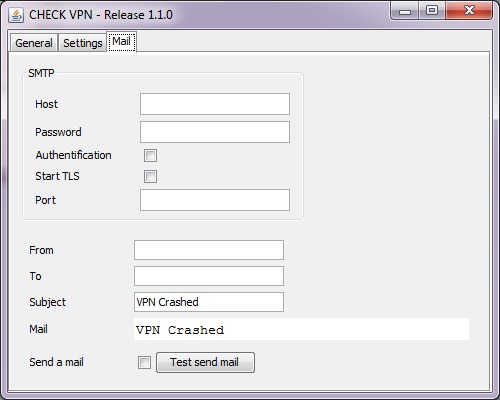 CHECK VPN - Release 1.1.0
General Settings Mail
SMTP
Host
Password
Authentification
Start TLS
Port
From
To
Subject VPN Crashed
Mail VPN Crashed
Send a mail Test send mail